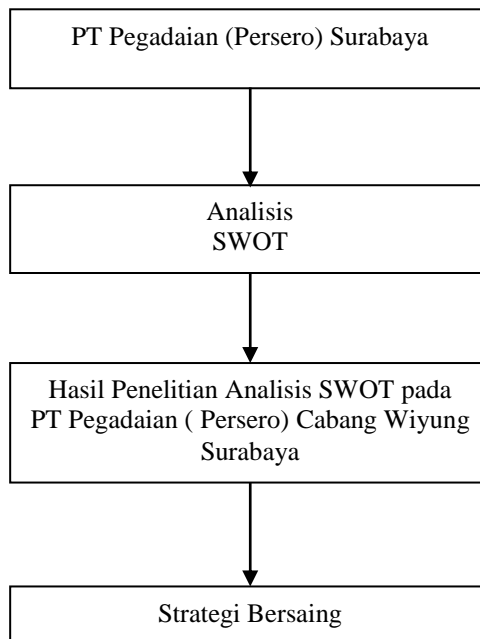 PT Pegadaian (Persero) Surabaya
Analisis
SWOT
Hasil Penelitian Analisis SWOT pada
PT Pegadaian ( Persero) Cabang Wiyung
Surabaya
Strategi Bersaing